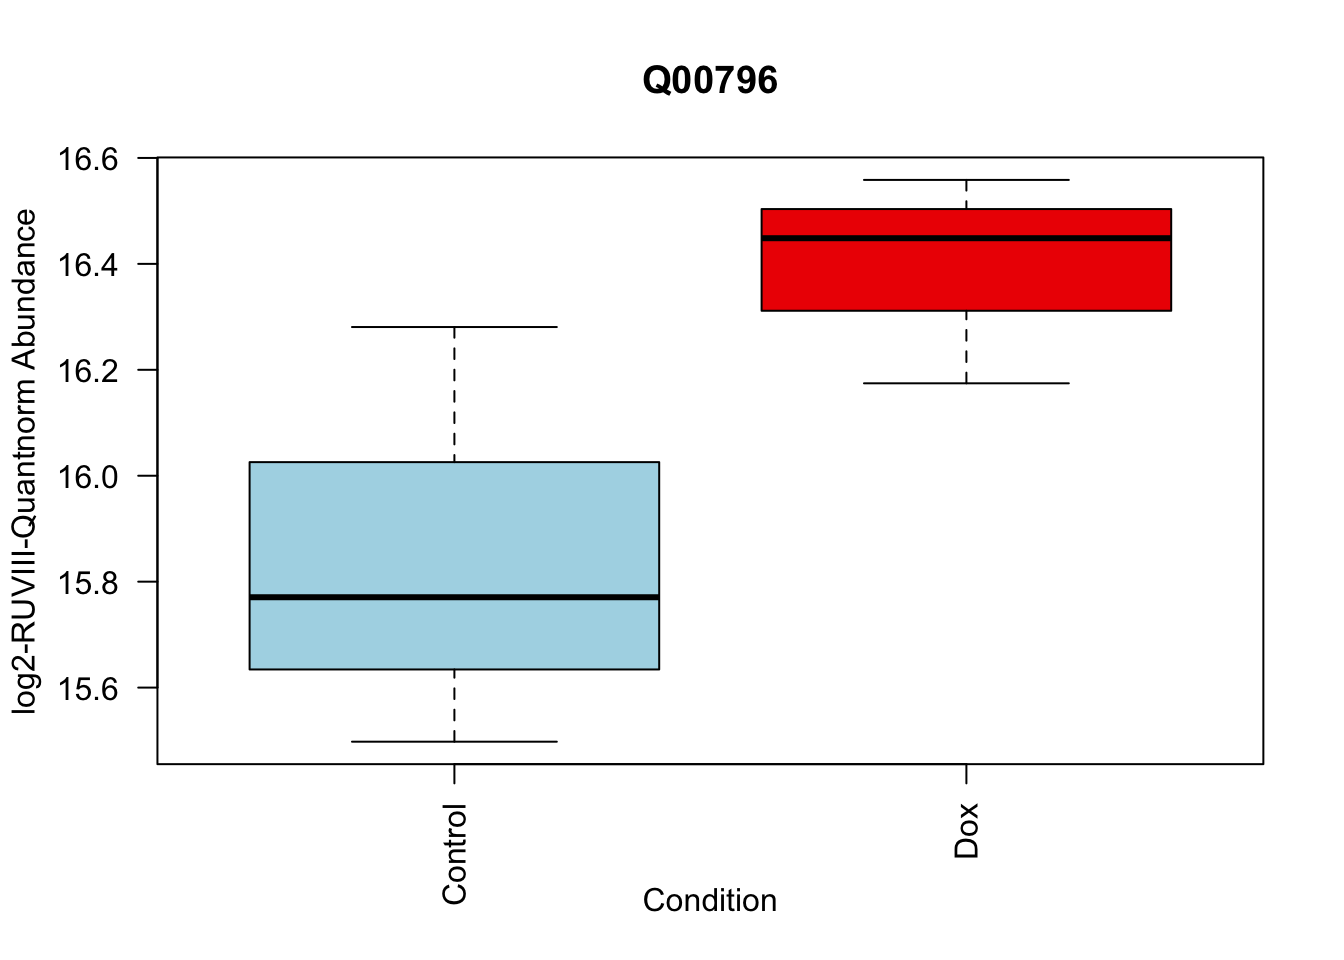 Q00796
log2-RUVIII-Quantnorm Abundance
16.6
16.4
16.2
16.0
15.8
15.6
Control
Dox
Condition